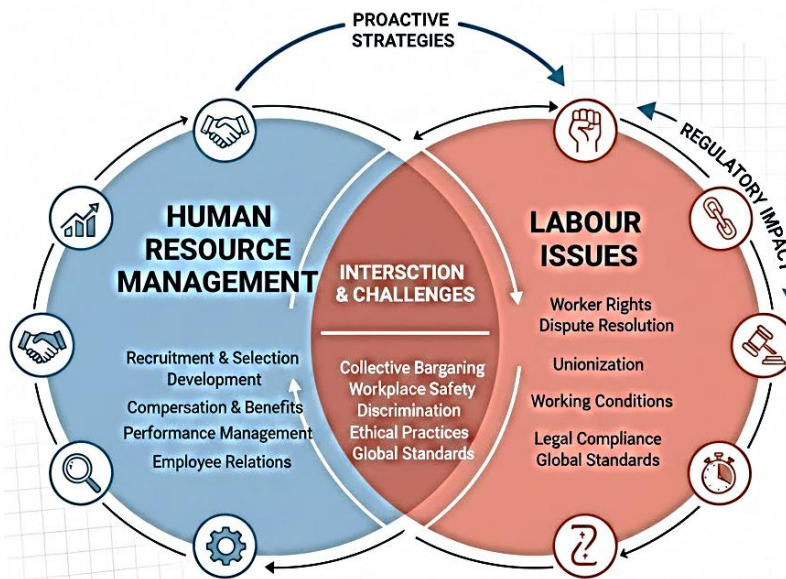 PROACTIVE
STRATEGIES
REGULATORY IMPACT
HUMAN
RESOURCE
MANAGEMENT
Recruitment & Selection
Development
Compersation & Benefits
Performance Management
Employee Relations
INTERSCTION
& CHALLENGES
Collective Bargaring
Workplace Safety
Discrimination
Ethical Practices
Global Standards
LABOUR
ISSUES
Worker Rights
Dispute Resolution
Unionization
Working Conditions
Legal Compliance
Global Standards